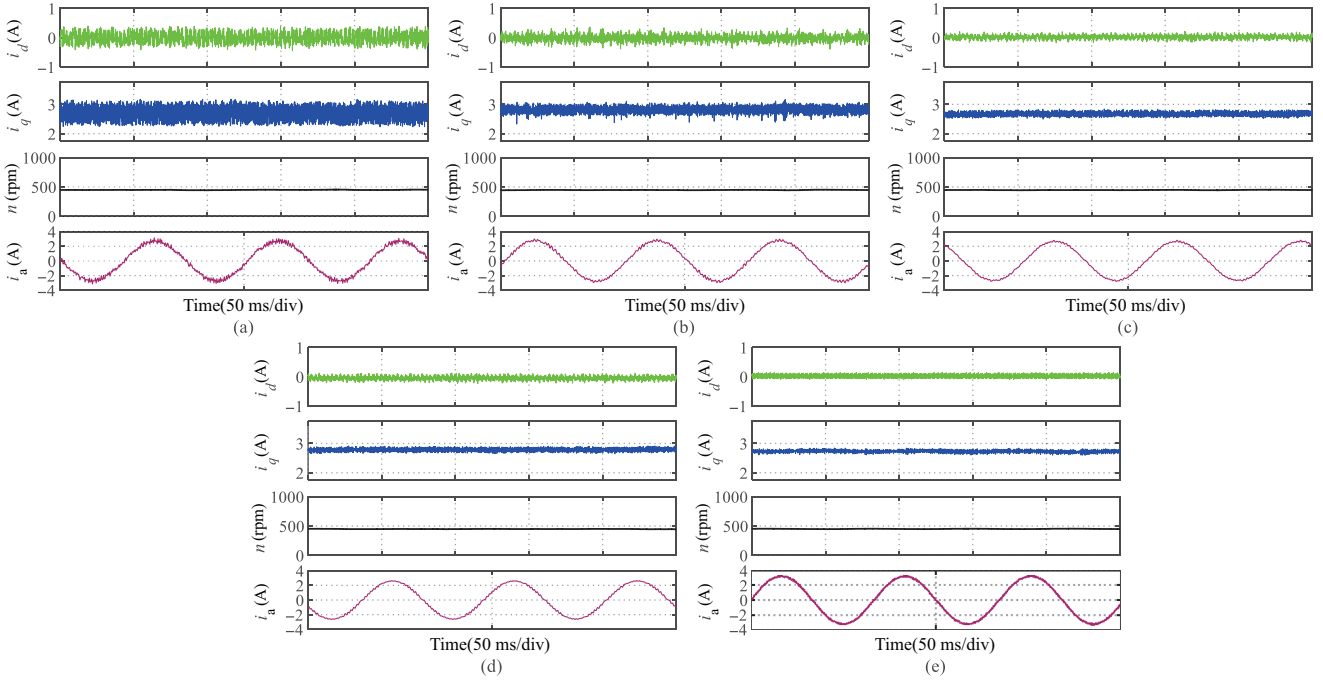 i_d(A)
1
0
−1
i_q(A)
3
2
n (rpm)
1000
500
0
i_a(A)
4
2
0
−2
−4
Time(50 ms/div)
(a)
i_d(A)
1
0
−1
i_q(A)
3
2
n (rpm)
1000
500
0
i_a(A)
4
2
0
−2
−4
Time(50 ms/div)
(b)
i_d(A)
1
0
−1
i_q(A)
3
2
n (rpm)
1000
500
0
i_a(A)
4
2
0
−2
−4
Time(50 ms/div)
(c)
i_d(A)
1
0
−1
i_q(A)
3
2
n (rpm)
1000
500
0
i_a(A)
4
2
0
−2
−4
Time(50 ms/div)
(d)
i_d(A)
1
0
−1
i_q(A)
3
2
n (rpm)
1000
500
0
i_a(A)
4
2
0
−2
−4
Time(50 ms/div)
(e)